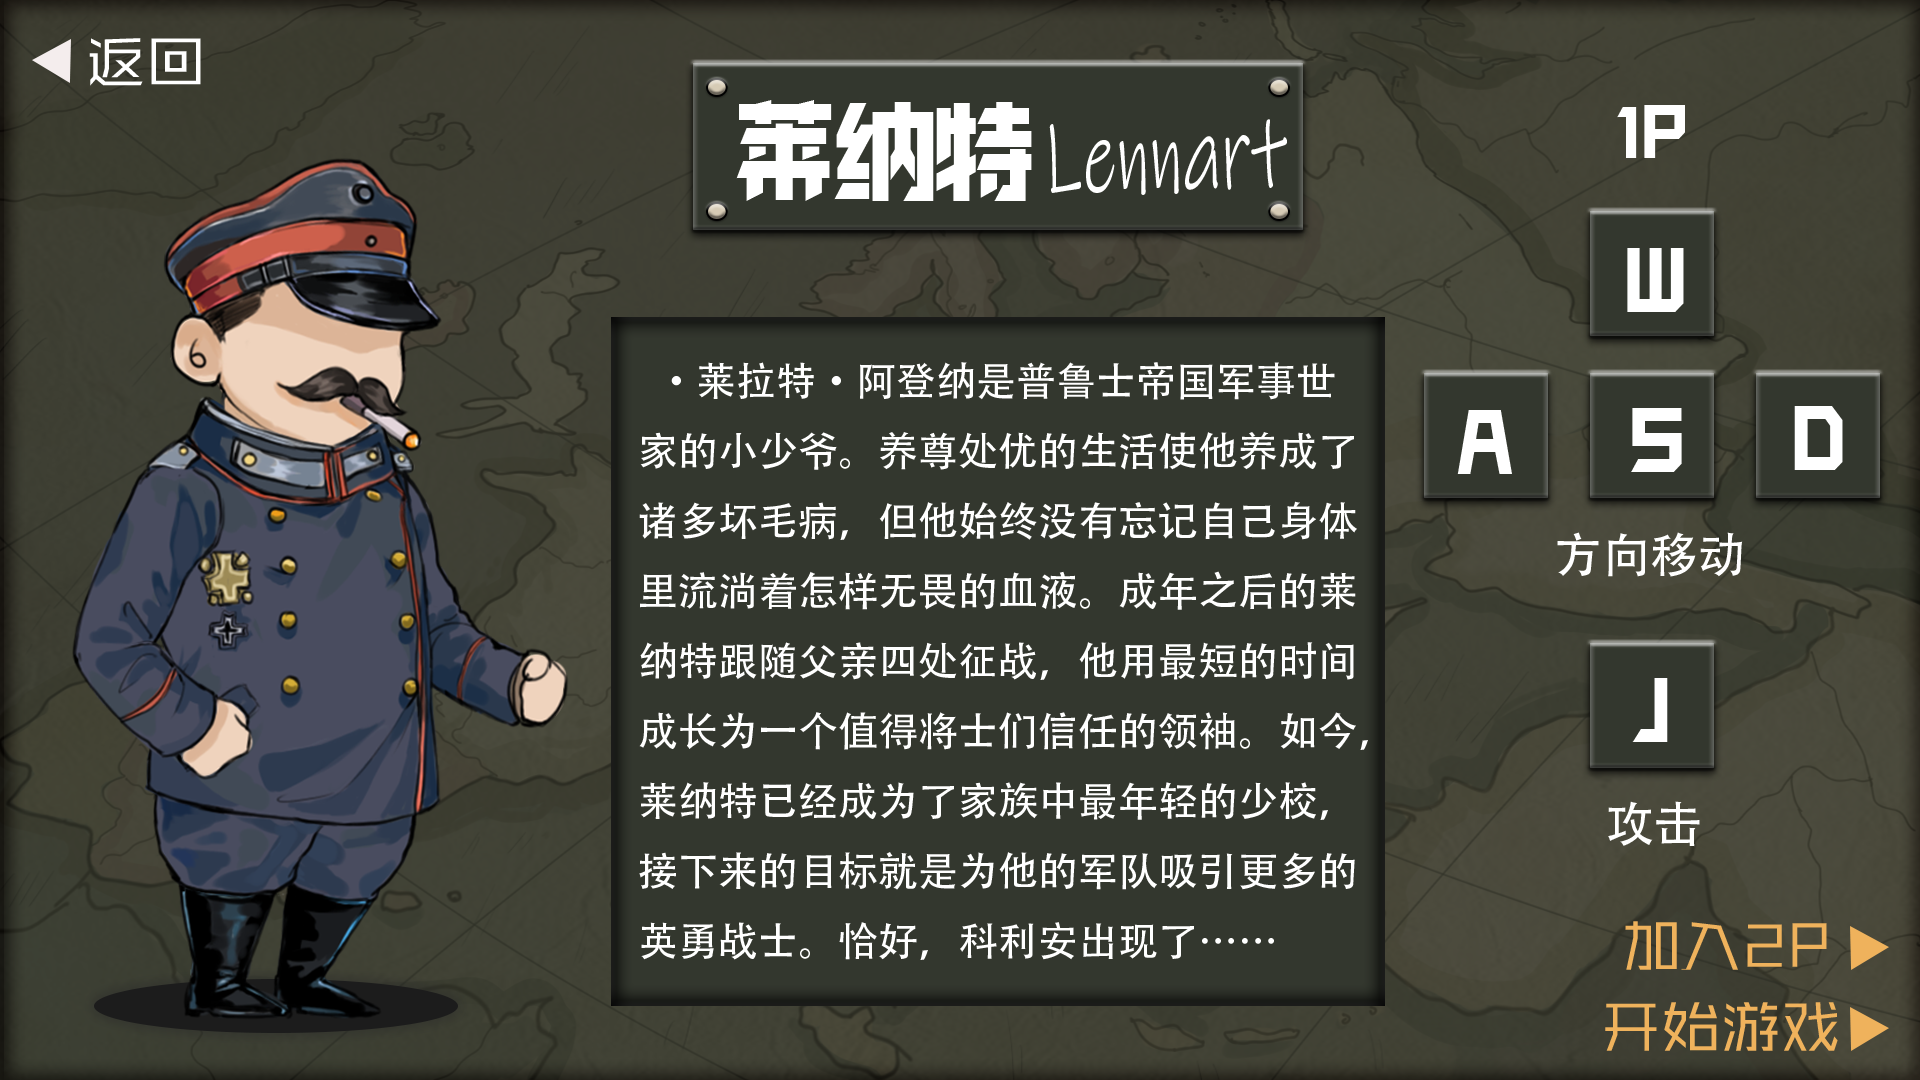 返回
莱纳特 Lennart
·莱拉特·阿登纳是普鲁士帝国军事世
家的小少爷。养尊处优的生活使他养成了
诸多坏毛病，但他始终没有忘记自己身体
里流淌着怎样无畏的血液。成年之后的莱
纳特跟随父亲四处征战，他用最短的时间
成长为一个值得将士们信任的领袖。如今，
莱纳特已经成为了家族中最年轻的少校，
接下来的目标就是为他的军队吸引更多的
英勇战士。恰好，科利安出现了……
1P
W
A S D
方向移动
J
攻击
加入2P
开始游戏